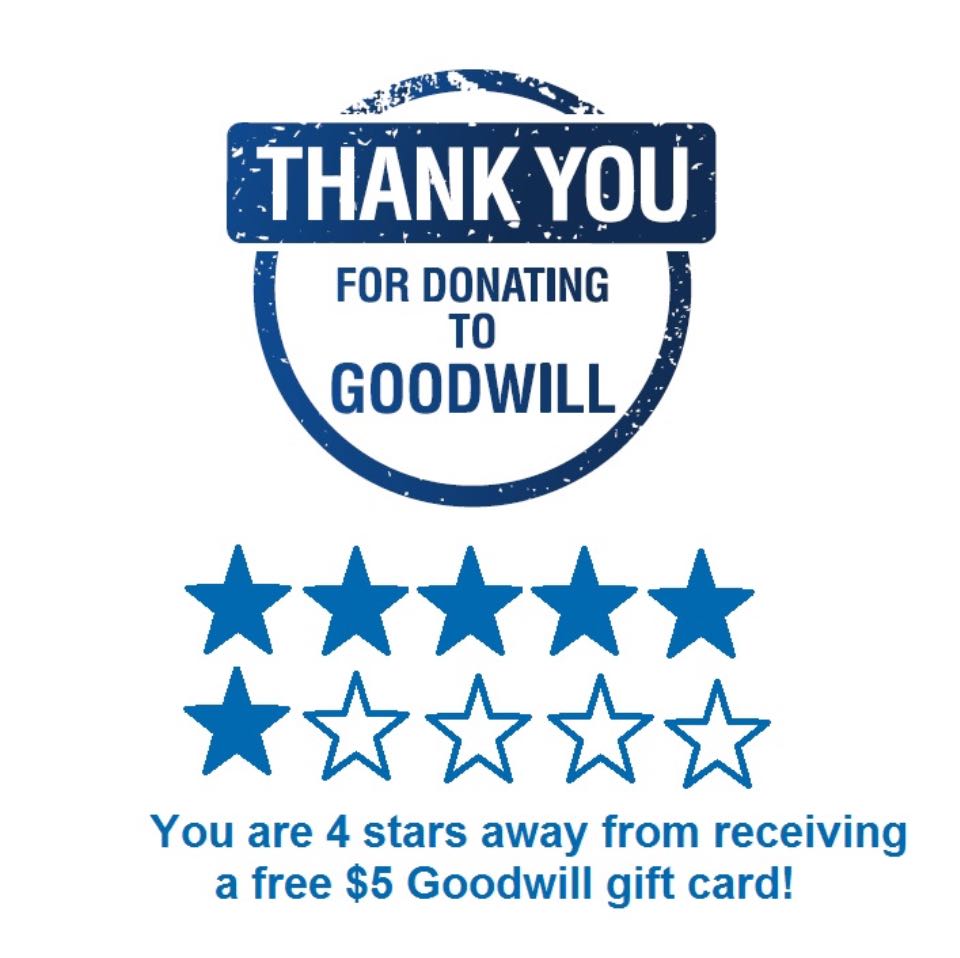 THANK YOU
FOR DONATING
TO
GOODWILL
You are 4 stars away from receiving
a free $5 Goodwill gift card!